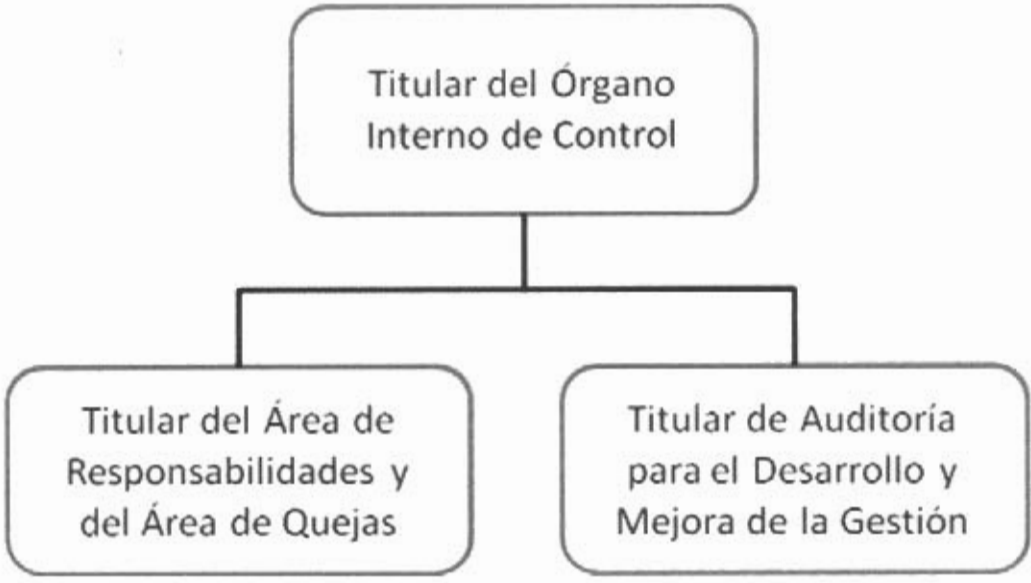 Titular del Órgano
Interno de Control
Titular del Área de
Responsabilidades y
del Área de Quejas
Titular de Auditoría
para el Desarrollo y
Mejora de la Gestión